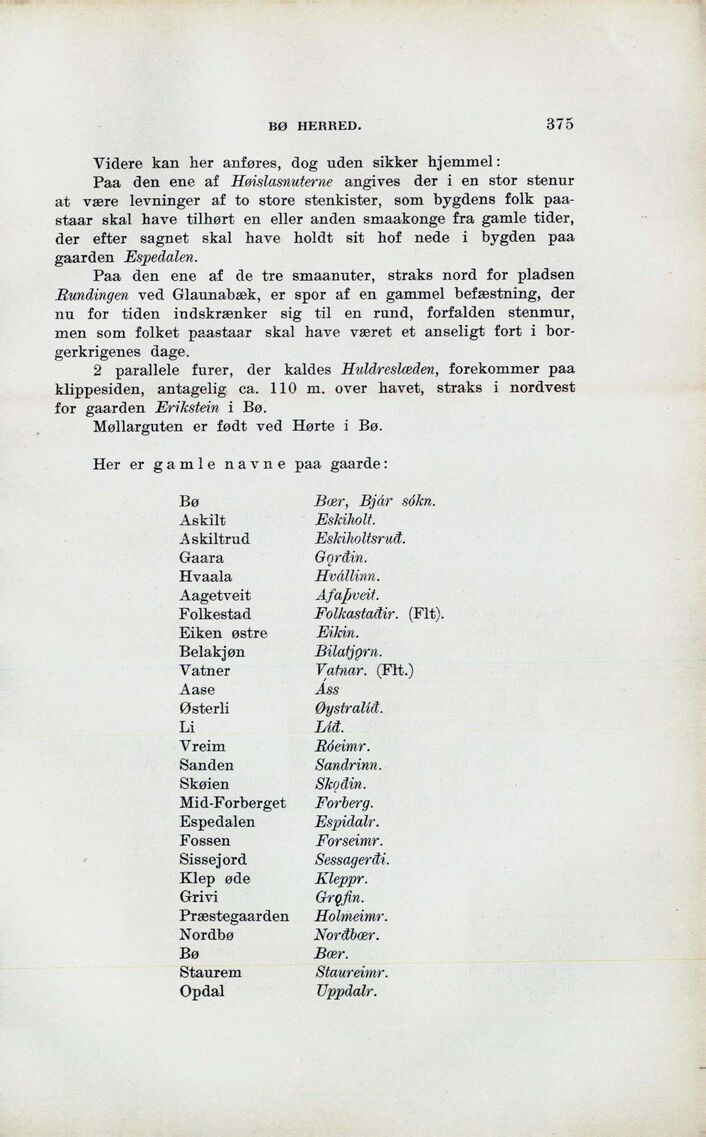 BØ HERRED. 375
Videre kan her anføres, dog uden sikker hjemmel:
Paa den ene af Høislasnuterne angives der i en stor stenur
at være levninger af to store stenkister, som bygdens folk paa-
staar skal have tilhørt en eller anden smaakonge fra gamle tider,
der efter sagnet skal have holdt sit hof nede i bygden paa
gaarden Espedalen.
Paa den ene af de tre smaanuter, straks nord for pladsen
Rundingen ved Glaunabæk, er spor af en gammel befæstning, der
nu for tiden indskrænker sig til en rund, forfalden stenmur,
men som folket paastaar skal have været et anseligt fort i bor-
gerkrigenes dage.
2 parallele furer, der kaldes Huldreslæden, forekommer paa
klippesiden, antagelig ca. 110 m. over havet, straks i nordvest
for gaarden Erikstein i Bø.
Møllarguten er født ved Hørte i Bø.
Her er gamle navne paa gaarde:
Bø Bœr, Bjár sókn.
Askilt Eskiholt.
Askiltrud Eskiholtsruđ.
Gaara Gǫrđin.
Hvaala Hvállinn.
Aagetveit Afaþveit.
Folkestad Folkastađir. (Flt).
Eiken østre Eikin.
Belakjøn Bilatjǫrn.
Vatner Vatnar. (Flt.)
Aase Áss
Østerli Øystralíđ.
Li Líđ.
Vreim Róeimr.
Sanden Sandrinn.
Skøien Skǫđin.
Mid-Forberget Forberg.
Espedalen Espidalr.
Fossen Forseimr.
Sissejord Sessagerđi.
Klep øde Kleppr.
Grivi Grǫfin.
Præstegaarden Holmeimr.
Nordbø Norđbœr.
Bø Bœr.
Staurem Staureimr.
Opdal Uppdalr.